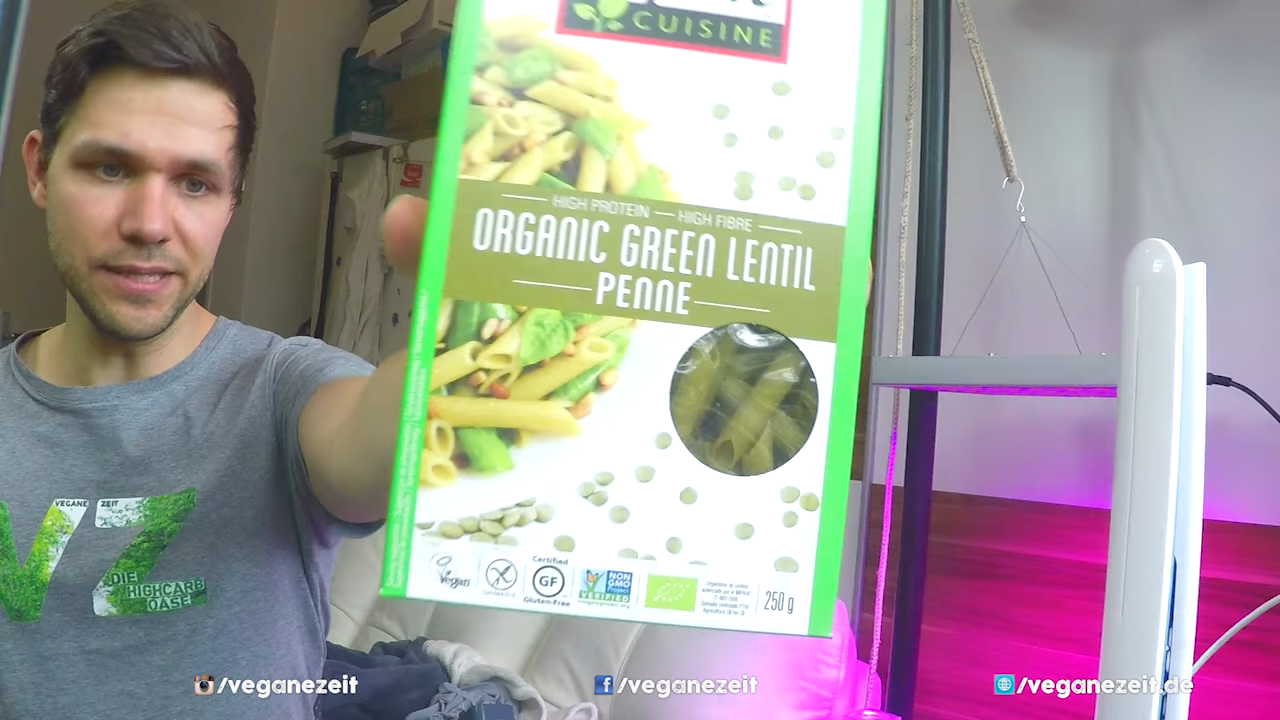 CUISINE
HIGH PROTEIN — HIGH FIBRE
ORGANIC GREEN LENTIL
PENNE
Vegan
Certified
GF
Gluten-Free
NON
GMO
Project
VERIFIED
250 g
VEGANE ZEIT
VZ
DIE
HIGHCARB
OASE
/veganezeit
/veganezeit
/veganezeit.de